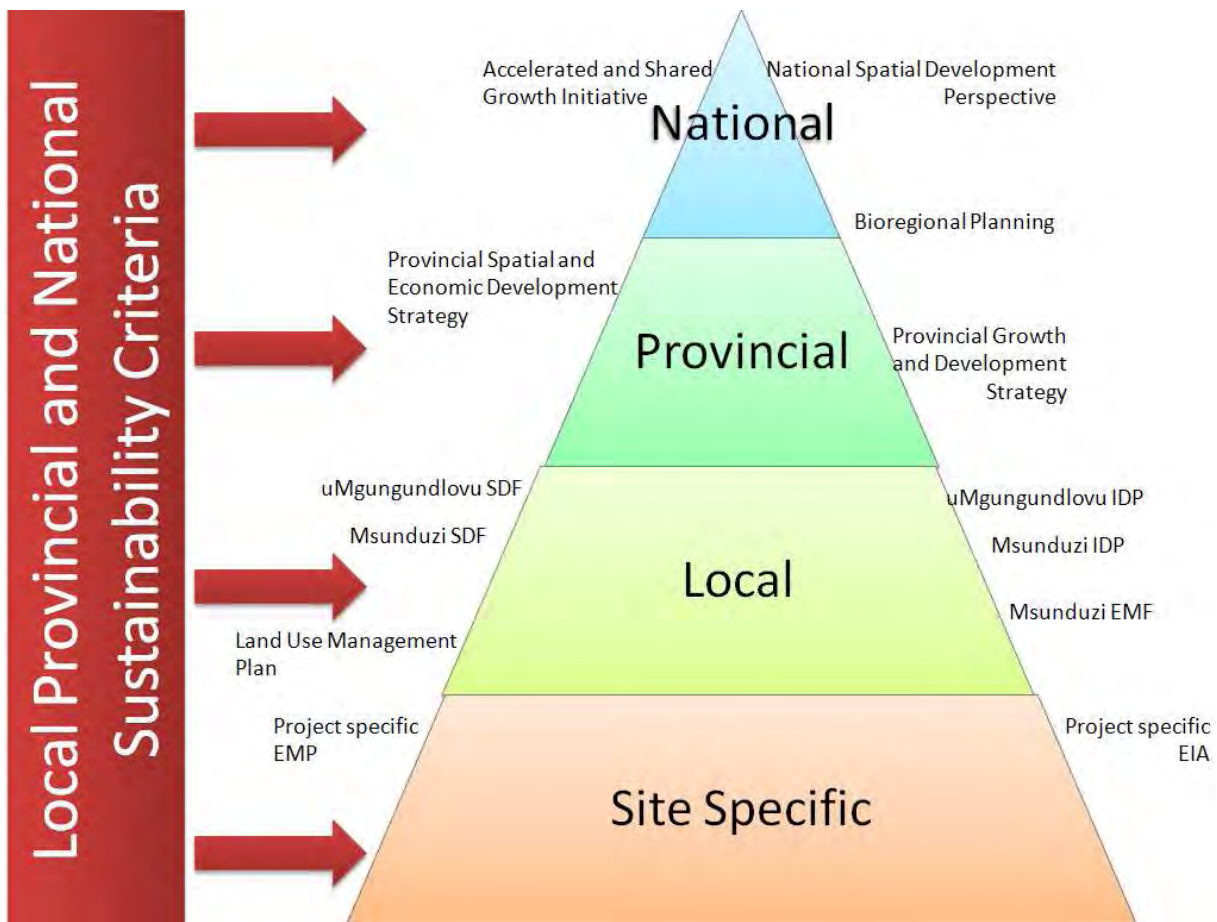 Local Provincial and National
Sustainability Criteria
Accelerated and Shared
Growth Initiative
National Spatial Development
Perspective
National
Bioregional Planning
Provincial Spatial and
Economic Development
Strategy
Provincial
Provincial Growth
and Development
Strategy
uMgungundlovu SDF
Msunduzi SDF
Land Use Management
Plan
Local
uMgungundlovu IDP
Msunduzi IDP
Msunduzi EMF
Project specific
EMP
Project specific
EIA
Site Specific